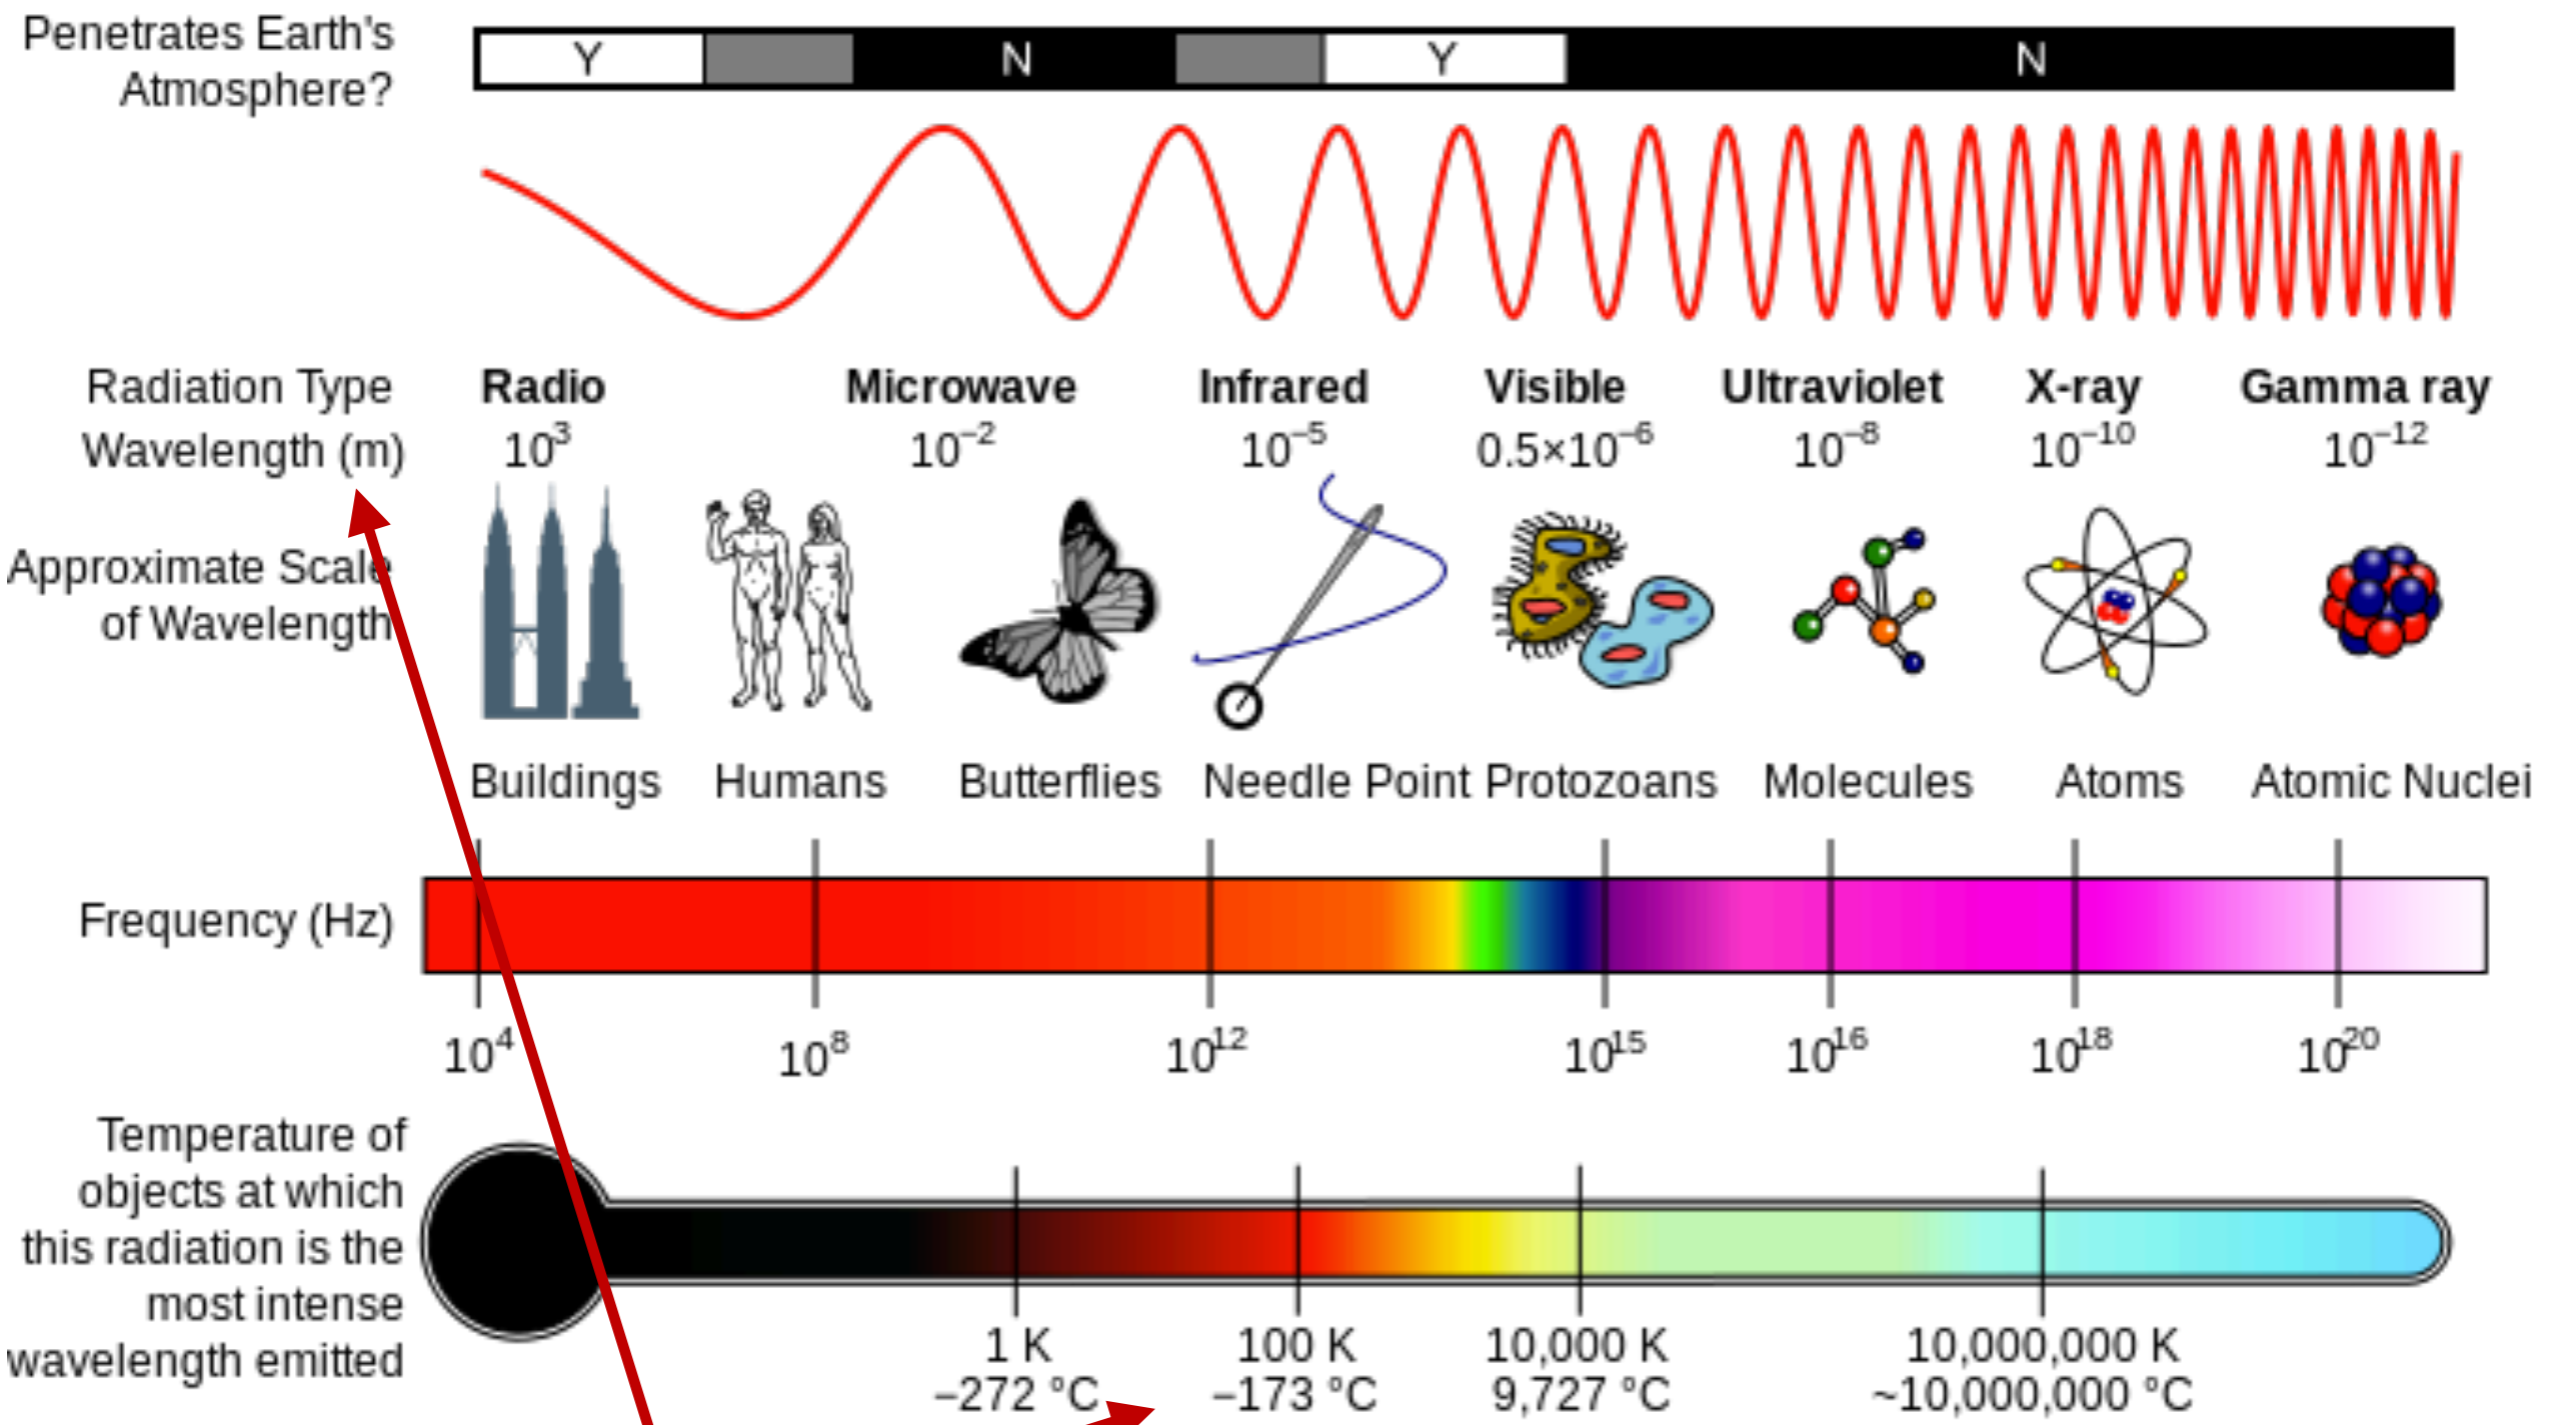 Penetrates Earth's
Atmosphere?
Y N Y N
Radiation Type Radio Microwave Infrared Visible Ultraviolet X-ray Gamma ray
Wavelength (m) 10³ 10⁻² 10⁻⁵ 0.5×10⁻⁶ 10⁻⁸ 10⁻¹⁰ 10⁻¹²
Approximate Scale
of Wavelength
Buildings Humans Butterflies Needle Point Protozoans Molecules Atoms Atomic Nuclei
Frequency (Hz)
10⁴ 10⁸ 10¹² 10¹⁵ 10¹⁶ 10¹⁸ 10²⁰
Temperature of
objects at which
this radiation is the
most intense
wavelength emitted
1 K 100 K 10,000 K 10,000,000 K
−272 °C −173 °C 9,727 °C ~10,000,000 °C